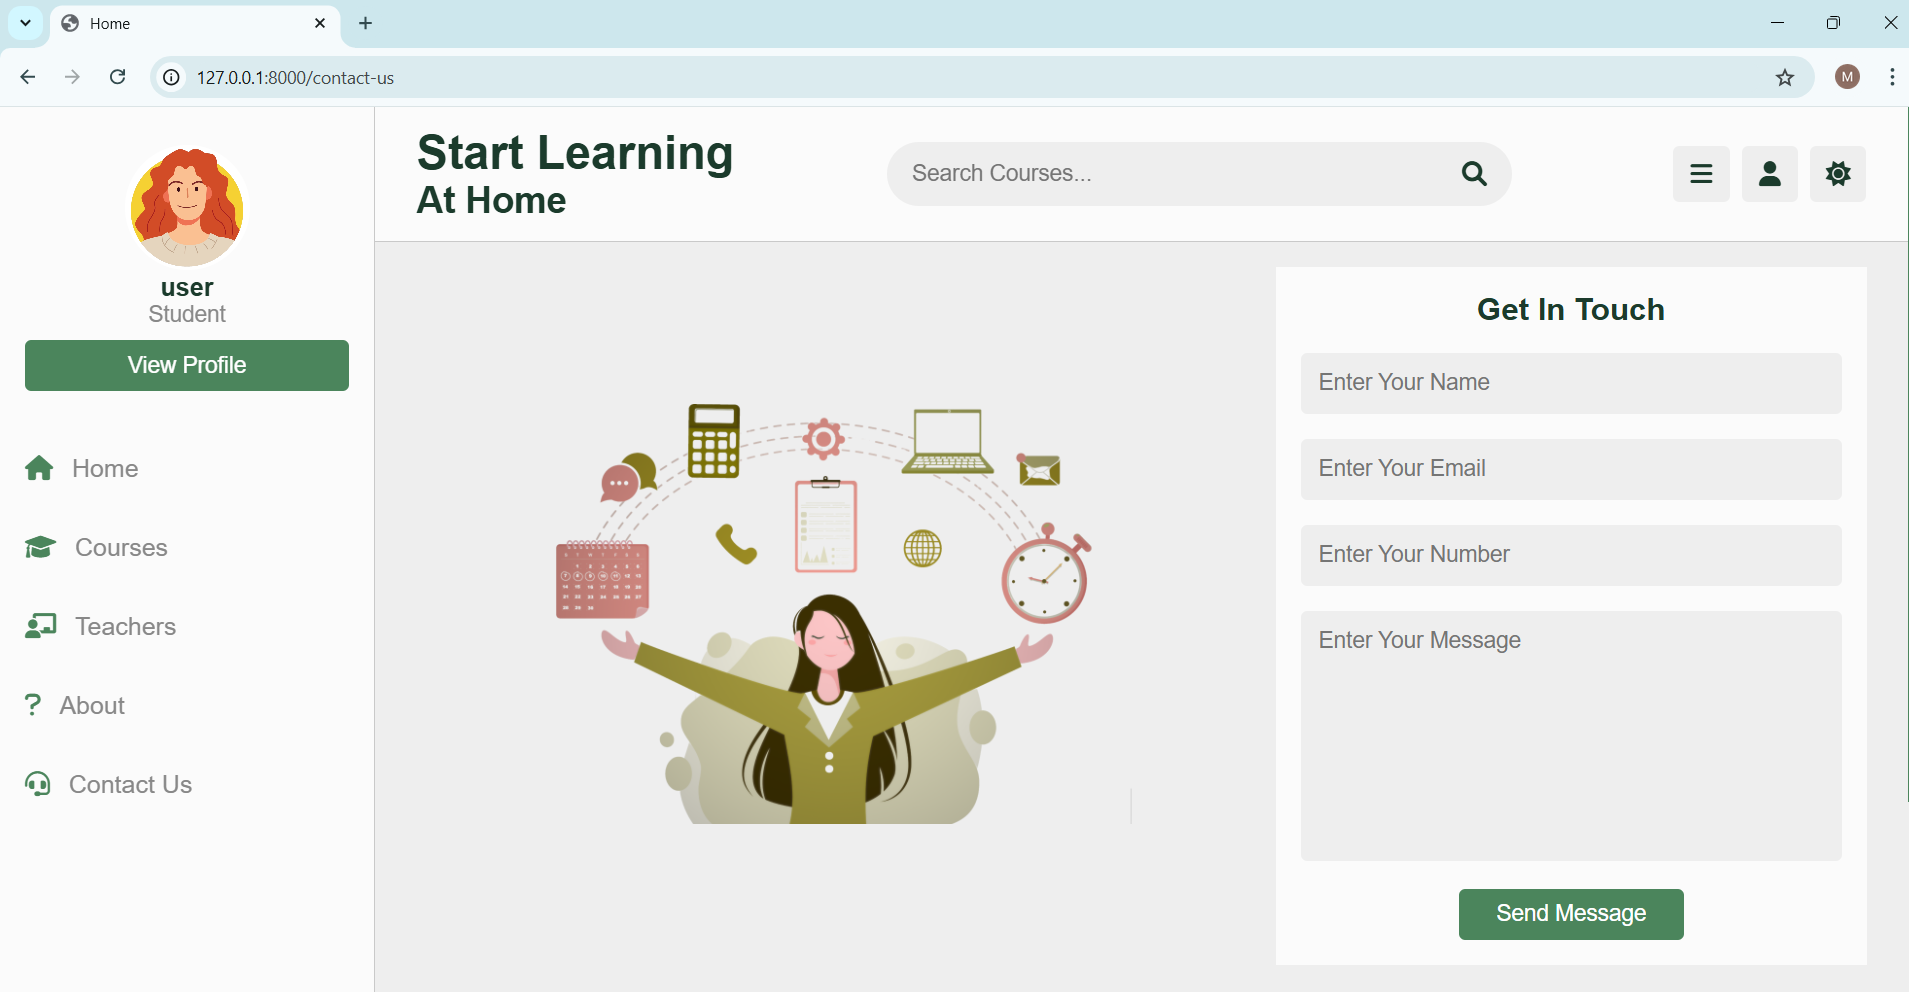 Home
127.0.0.1:8000/contact-us
M
user
Student
View Profile
Home
Courses
Teachers
? About
Contact Us
Start Learning
At Home
Search Courses...
Get In Touch
Enter Your Name
Enter Your Email
Enter Your Number
Enter Your Message
Send Message